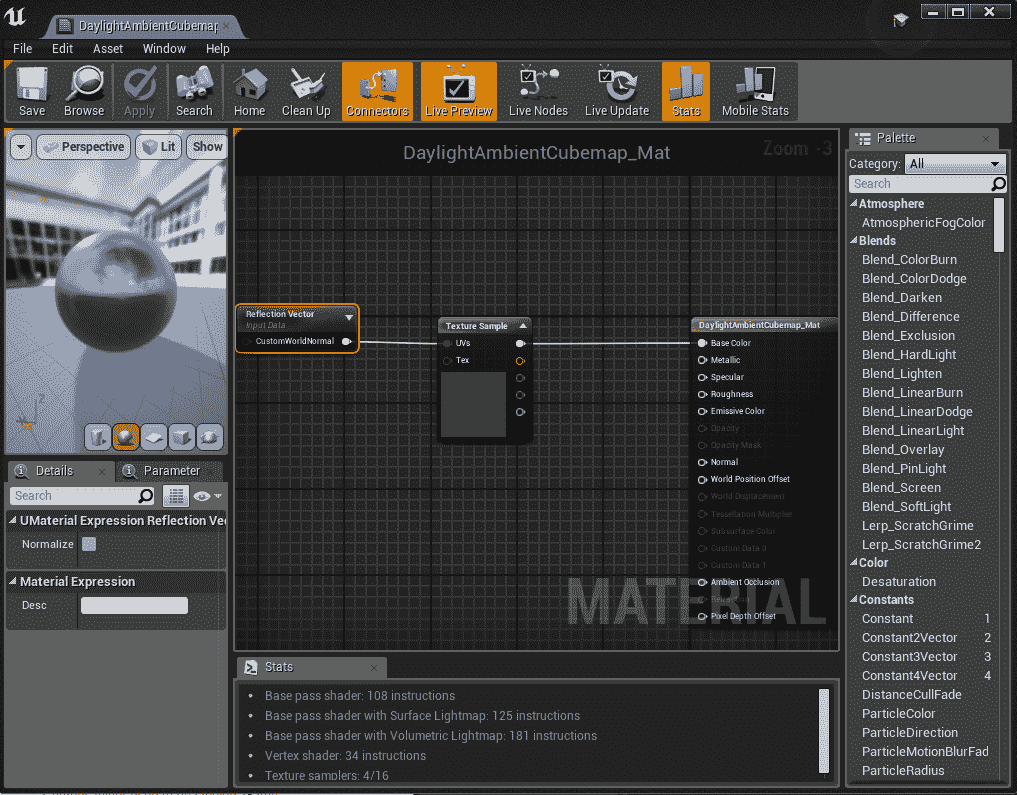 DaylightAmbientCubemap
File Edit Asset Window Help
Save Browse Apply Search Home Clean Up Connectors Live Preview Live Nodes Live Update Stats Mobile Stats
Perspective Lit Show
DaylightAmbientCubemap_Mat
Zoom -3
Reflection Vector
Input Data
CustomWorldNormal
Texture Sample
UVs
Tex
DaylightAmbientCubemap_Mat
Base Color
Metallic
Specular
Roughness
Emissive Color
Opacity
Opacity Mask
Normal
World Position Offset
World Displacement
Tessellation Multiplier
Subsurface Color
Custom Data 0
Custom Data 1
Ambient Occlusion
Refraction
Pixel Depth Offset
MATERIAL
Details Parameter
Search
UMaterial Expression Reflection Ve
Normalize
Material Expression
Desc
Stats
Base pass shader: 108 instructions
Base pass shader with Surface Lightmap: 125 instructions
Base pass shader with Volumetric Lightmap: 181 instructions
Vertex shader: 34 instructions
Texture samplers: 4/16
Palette
Category: All
Search
Atmosphere
AtmosphericFogColor
Blends
Blend_ColorBurn
Blend_ColorDodge
Blend_Darken
Blend_Difference
Blend_Exclusion
Blend_HardLight
Blend_Lighten
Blend_LinearBurn
Blend_LinearDodge
Blend_LinearLight
Blend_Overlay
Blend_PinLight
Blend_Screen
Blend_SoftLight
Lerp_ScratchGrime
Lerp_ScratchGrime2
Color
Desaturation
Constants
Constant 1
Constant2Vector 2
Constant3Vector 3
Constant4Vector 4
DistanceCullFade
ParticleColor
ParticleDirection
ParticleMotionBlurFad
ParticleRadius